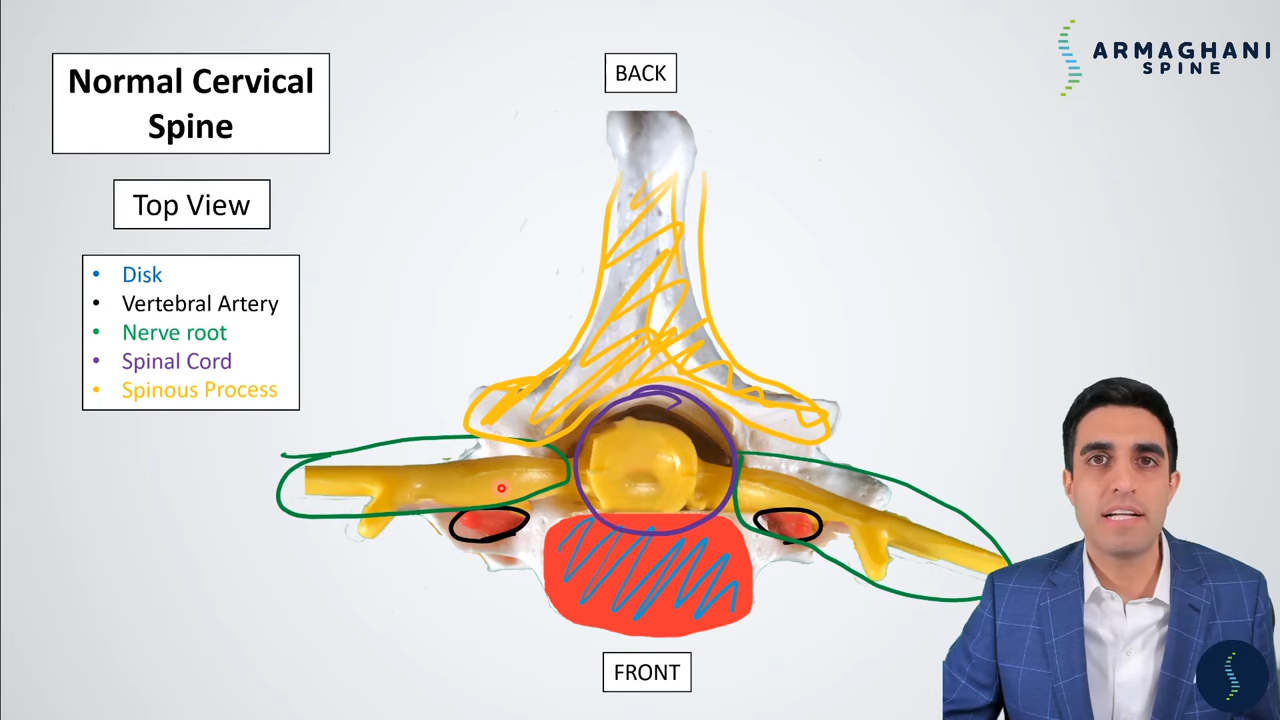 Normal Cervical
Spine
Top View
• Disk
• Vertebral Artery
• Nerve root
• Spinal Cord
• Spinous Process
BACK
FRONT
ARMAGHANI
SPINE